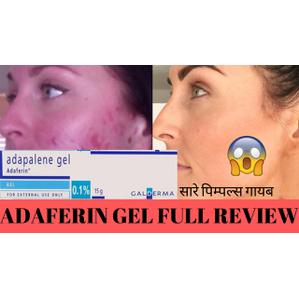 adapalene gel
Adaferin®
GEL
FOR EXTERNAL USE ONLY
0.1%
15g
GALDERMA
सारे पिम्पल्स गायब
ADAFERIN GEL FULL REVIEW